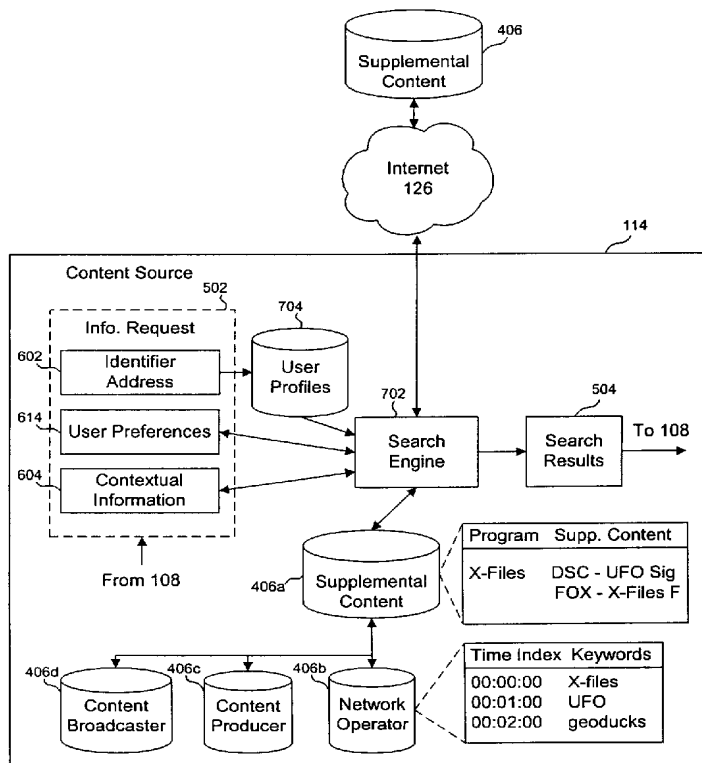 406
Supplemental
Content
Internet
126
114
Content Source
502
Info. Request
704
602
Identifier
Address
User
Profiles
702
504
614
User Preferences
Search
Engine
Search
Results
To 108
604
Contextual
Information
From 108
406a
Supplemental
Content
Program Supp. Content
X-Files DSC - UFO Sig
FOX - X-Files F
406d
Content
Broadcaster
406c
Content
Producer
406b
Network
Operator
Time Index Keywords
00:00:00 X-files
00:01:00 UFO
00:02:00 geoducks